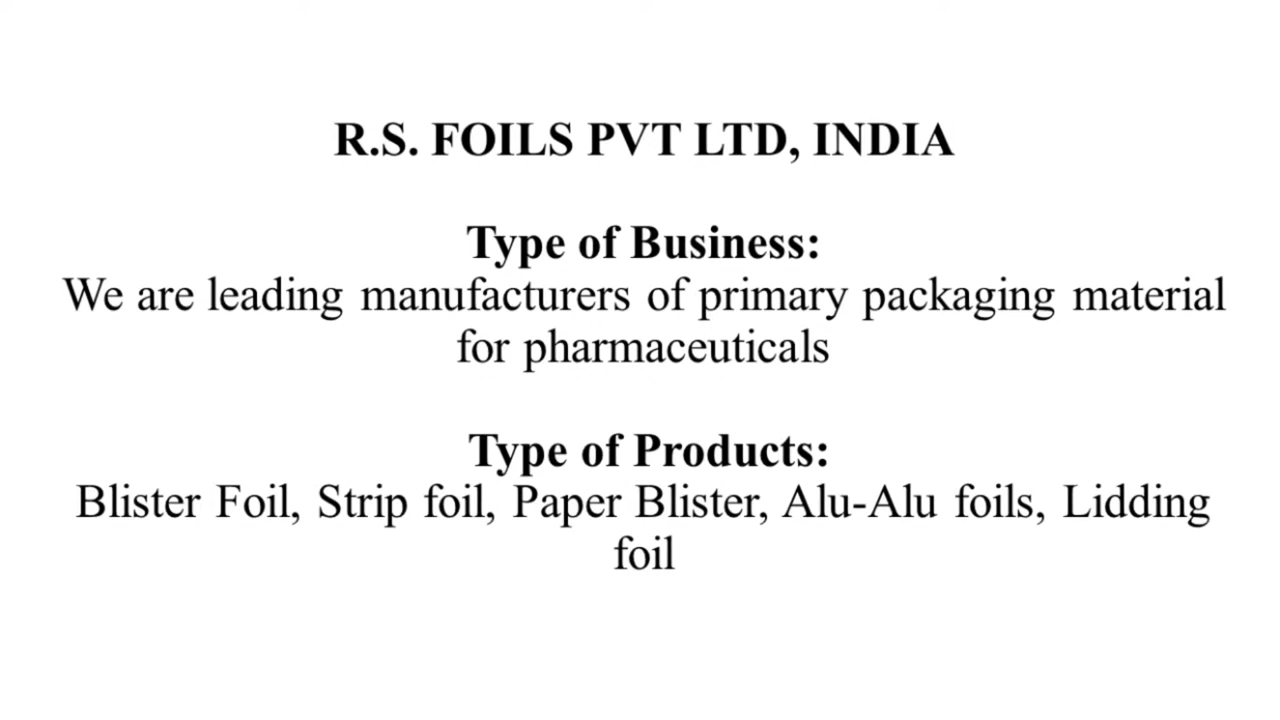 R.S. FOILS PVT LTD, INDIA
Type of Business:
We are leading manufacturers of primary packaging material
for pharmaceuticals
Type of Products:
Blister Foil, Strip foil, Paper Blister, Alu-Alu foils, Lidding
foil